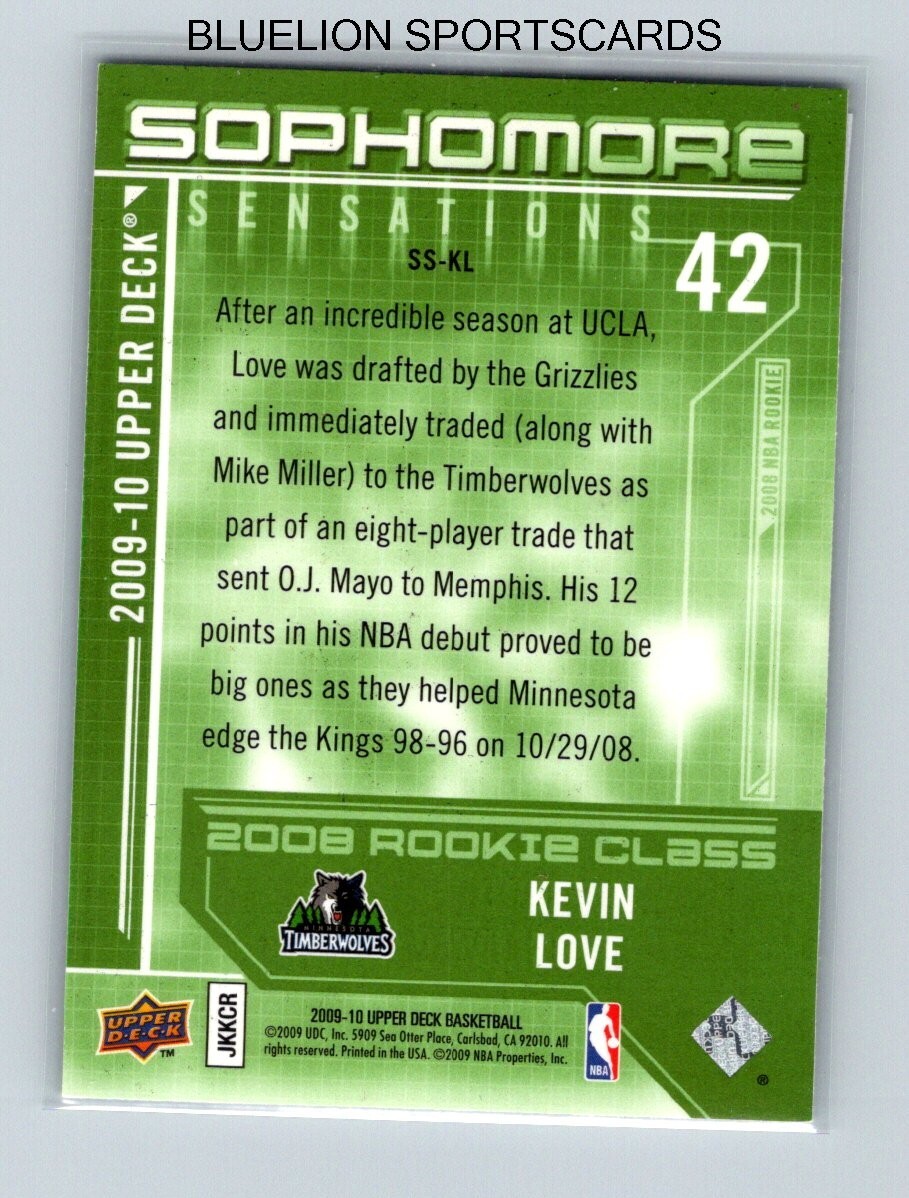 BLUELION SPORTSCARDS
SOPHOMORE
SENSATIONS
42
SS-KL
2009-10 UPPER DECK®
After an incredible season at UCLA,
Love was drafted by the Grizzlies
and immediately traded (along with
Mike Miller) to the Timberwolves as
part of an eight-player trade that
sent O.J. Mayo to Memphis. His 12
points in his NBA debut proved to be
big ones as they helped Minnesota
edge the Kings 98-96 on 10/29/08.
2008 NBA ROOKIE
2008 ROOKIE CLASS
KEVIN
LOVE
MINNESOTA
TIMBERWOLVES
UPPER
D·E·C·K
TM
JKKCR
2009-10 UPPER DECK BASKETBALL
©2009 UDC, Inc. 5909 Sea Otter Place, Carlsbad, CA 92010. All
rights reserved. Printed in the USA. ©2009 NBA Properties, Inc.
NBA
®